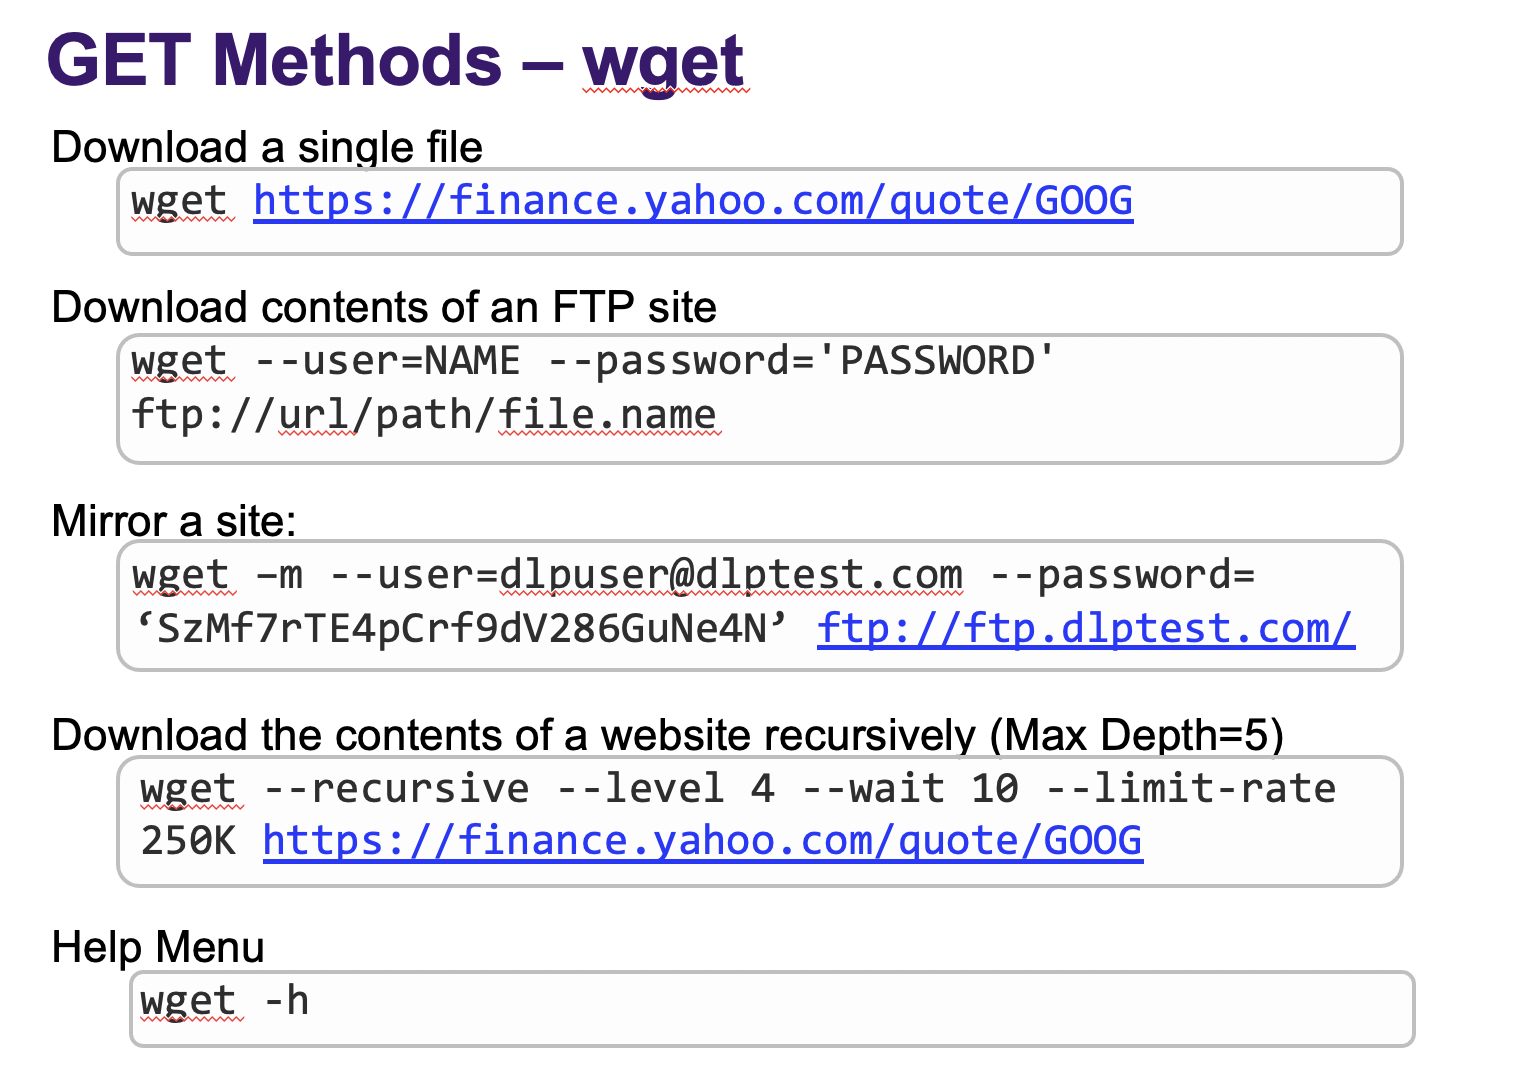 GET Methods – wget
Download a single file
wget https://finance.yahoo.com/quote/GOOG
Download contents of an FTP site
wget --user=NAME --password='PASSWORD'
ftp://url/path/file.name
Mirror a site:
wget –m --user=dlpuser@dlptest.com --password=
‘SzMf7rTE4pCrf9dV286GuNe4N’ ftp://ftp.dlptest.com/
Download the contents of a website recursively (Max Depth=5)
wget --recursive --level 4 --wait 10 --limit-rate
250K https://finance.yahoo.com/quote/GOOG
Help Menu
wget -h